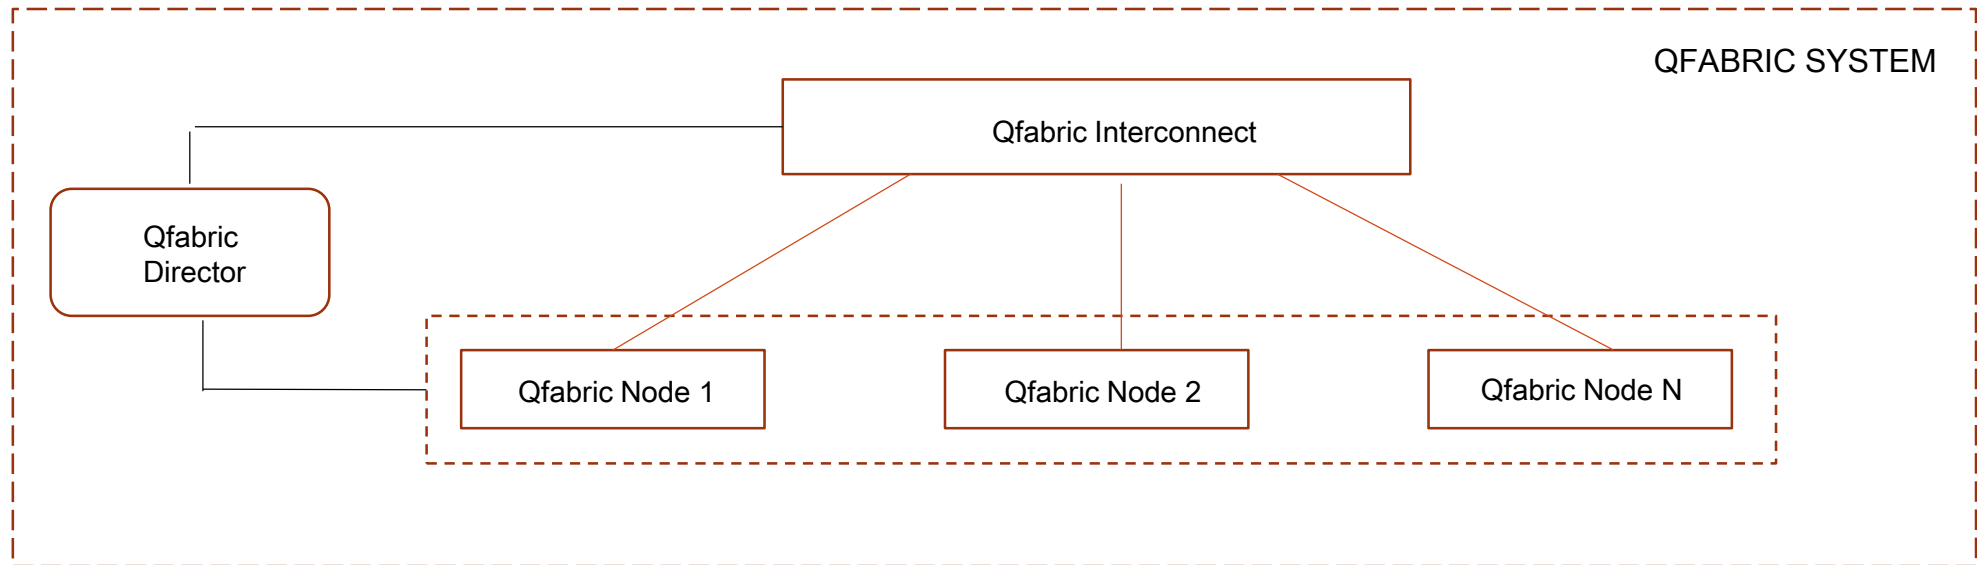 QFABRIC SYSTEM
Qfabric Interconnect
Qfabric
Director
Qfabric Node 1
Qfabric Node 2
Qfabric Node N